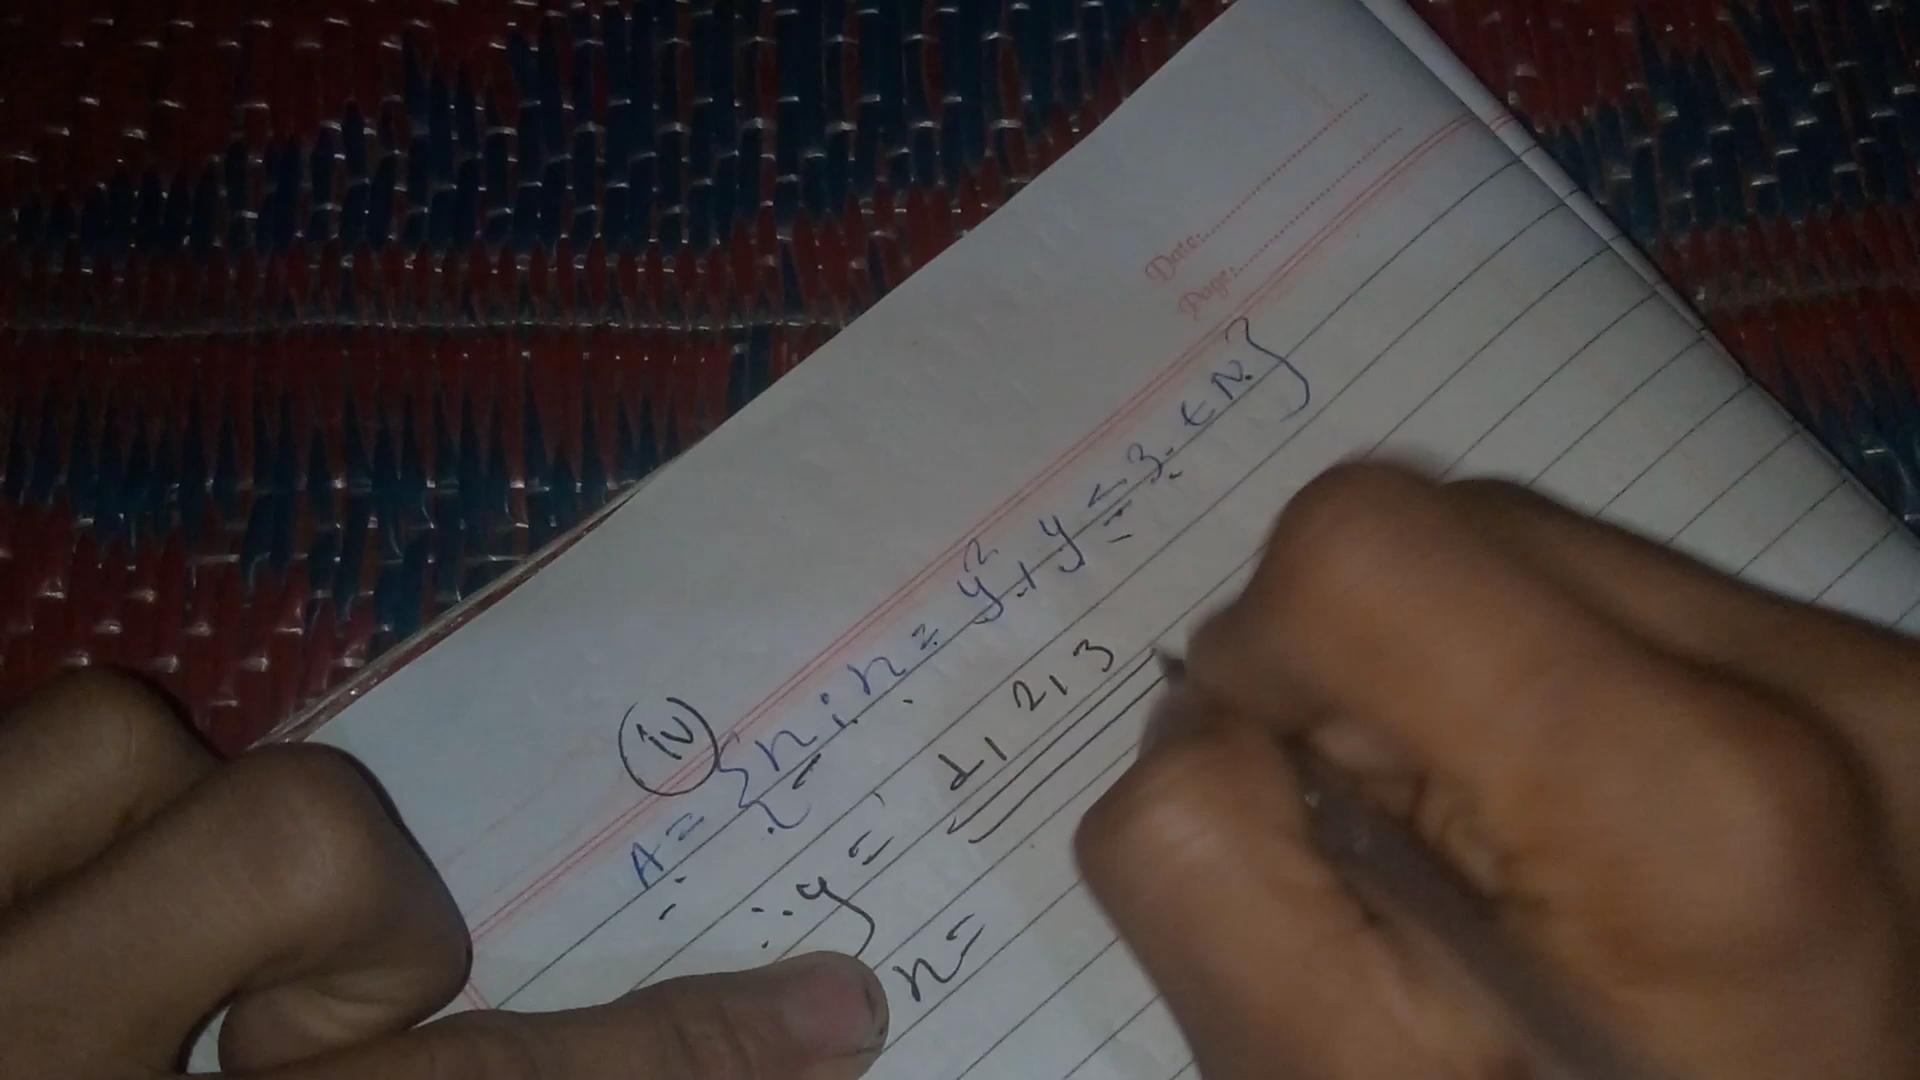 Date:
Page:
(iv)
A = {n : n = y² + y ≤ 3. ∈ N.}
∴ y = 1, 2, 3
n =